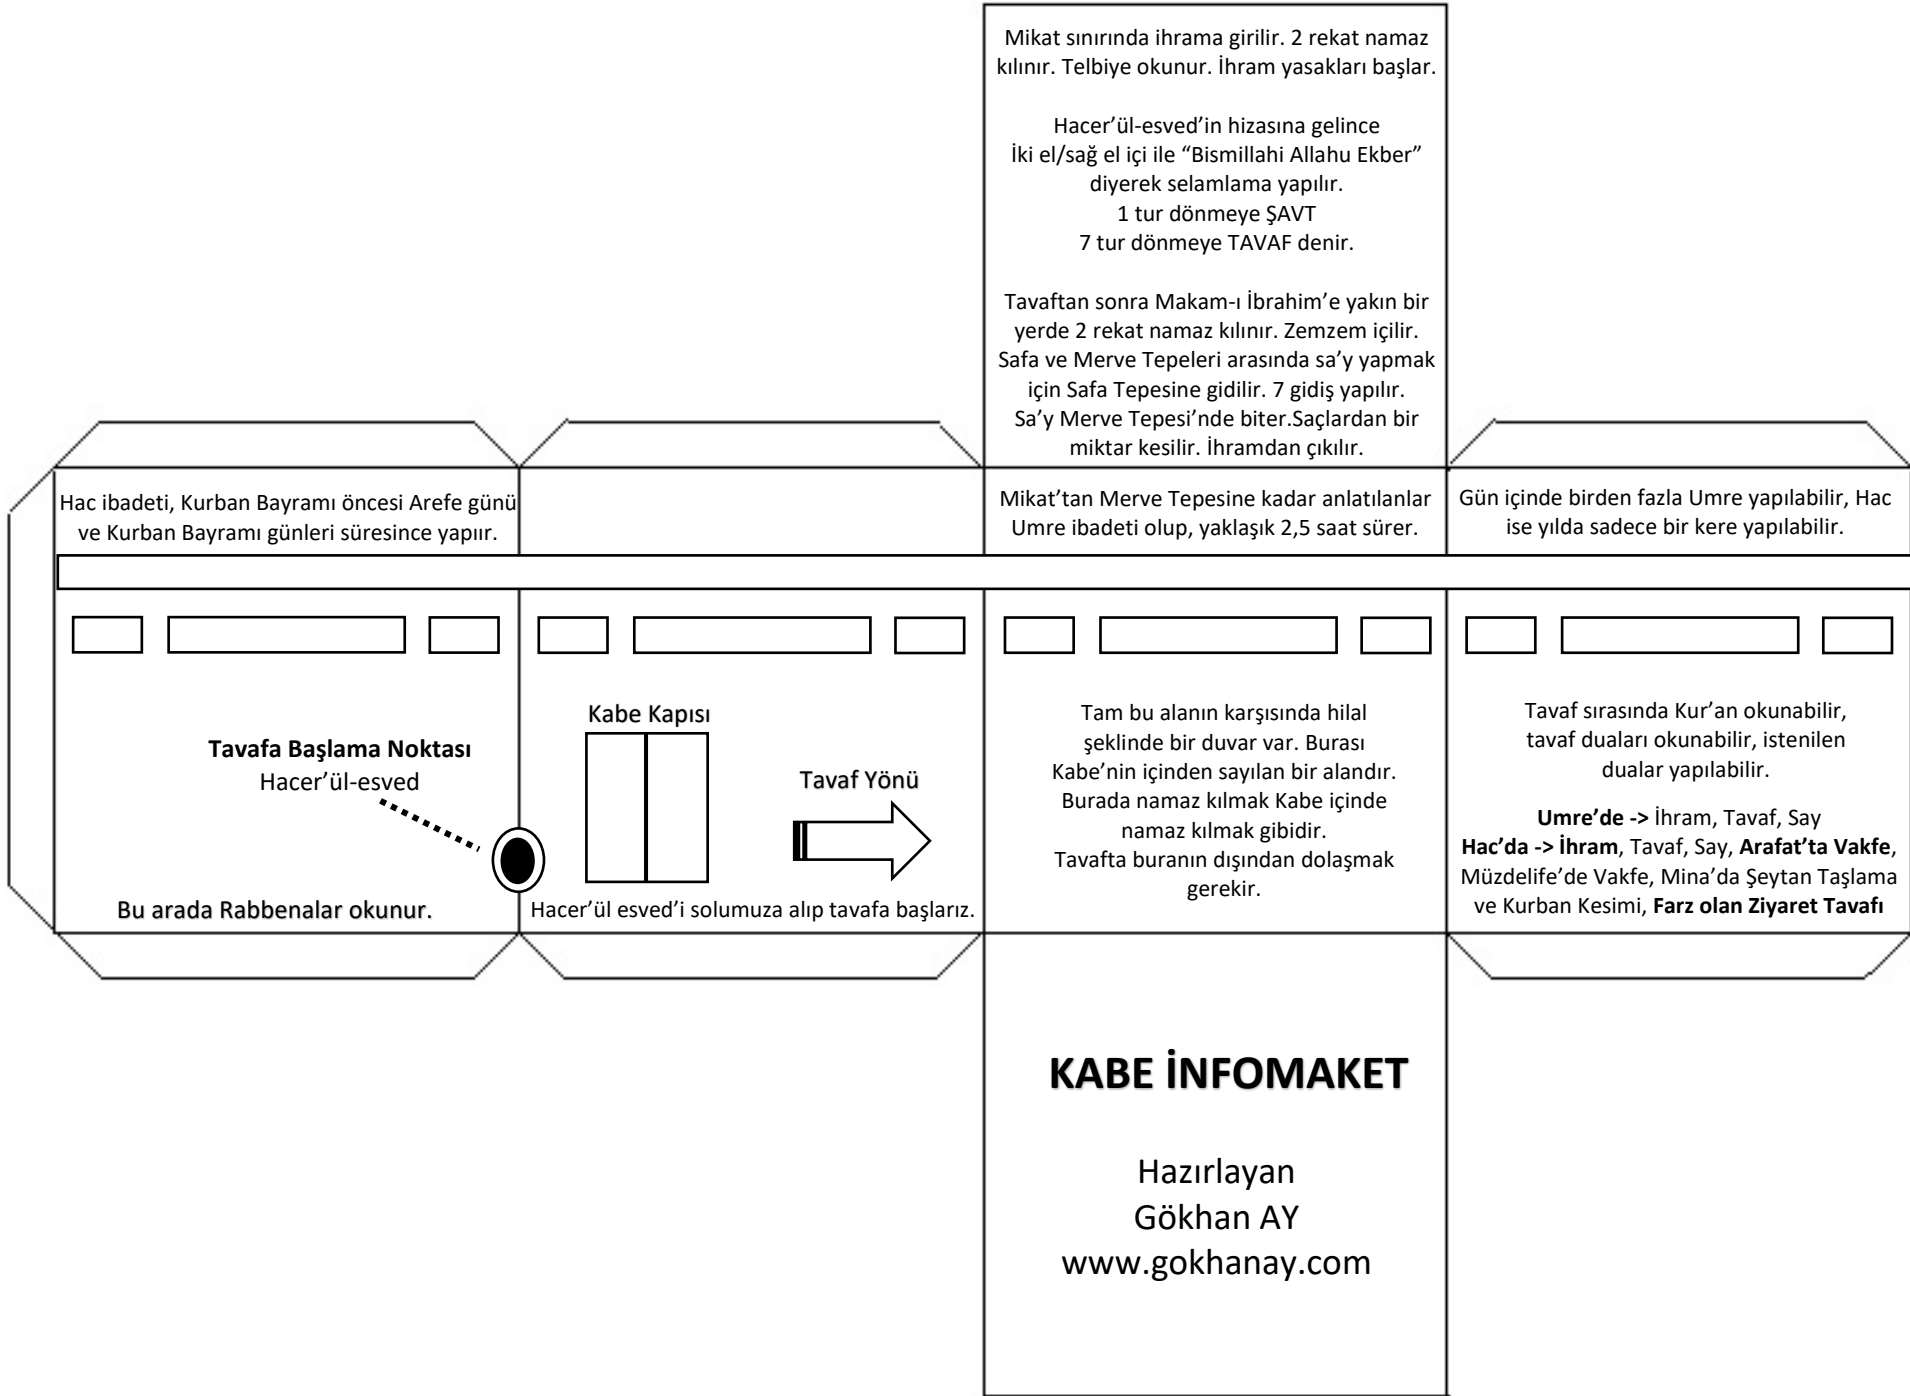 Mikat sınırında ihrama girilir. 2 rekat namaz
kılınır. Telbiye okunur. İhram yasakları başlar.
Hacer’ül-esved’in hizasına gelince
İki el/sağ el içi ile “Bismillahi Allahu Ekber”
diyerek selamlama yapılır.
1 tur dönmeye ŞAVT
7 tur dönmeye TAVAF denir.
Tavaftan sonra Makam-ı İbrahim’e yakın bir
yerde 2 rekat namaz kılınır. Zemzem içilir.
Safa ve Merve Tepeleri arasında sa’y yapmak
için Safa Tepesine gidilir. 7 gidiş yapılır.
Sa’y Merve Tepesi’nde biter.Saçlardan bir
miktar kesilir. İhramdan çıkılır.
Hac ibadeti, Kurban Bayramı öncesi Arefe günü
ve Kurban Bayramı günleri süresince yapıır.
Mikat’tan Merve Tepesine kadar anlatılanlar
Umre ibadeti olup, yaklaşık 2,5 saat sürer.
Gün içinde birden fazla Umre yapılabilir, Hac
ise yılda sadece bir kere yapılabilir.
Tavafa Başlama Noktası
Hacer’ül-esved
Bu arada Rabbenalar okunur.
Kabe Kapısı
Tavaf Yönü
Hacer’ül esved’i solumuza alıp tavafa başlarız.
Tam bu alanın karşısında hilal
şeklinde bir duvar var. Burası
Kabe’nin içinden sayılan bir alandır.
Burada namaz kılmak Kabe içinde
namaz kılmak gibidir.
Tavafta buranın dışından dolaşmak
gerekir.
Tavaf sırasında Kur’an okunabilir,
tavaf duaları okunabilir, istenilen
dualar yapılabilir.
Umre’de -> İhram, Tavaf, Say
Hac’da -> İhram, Tavaf, Say, Arafat’ta Vakfe,
Müzdelife’de Vakfe, Mina’da Şeytan Taşlama
ve Kurban Kesimi, Farz olan Ziyaret Tavafı
KABE İNFOMAKET
Hazırlayan
Gökhan AY
www.gokhanay.com